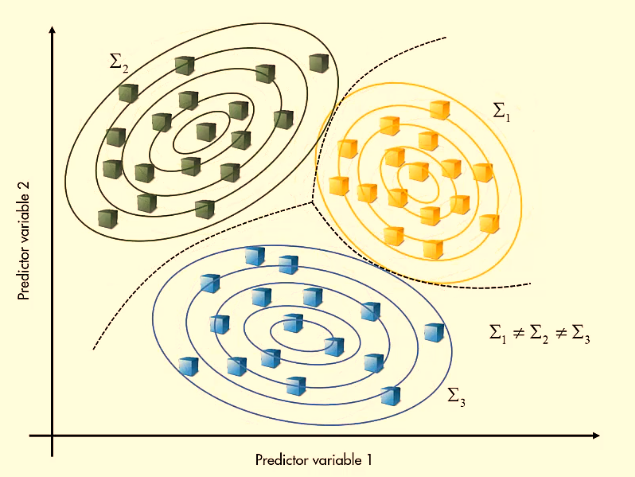 Σ₂
Σ₁
Predictor variable 2
Σ₁ ≠ Σ₂ ≠ Σ₃
Σ₃
Predictor variable 1